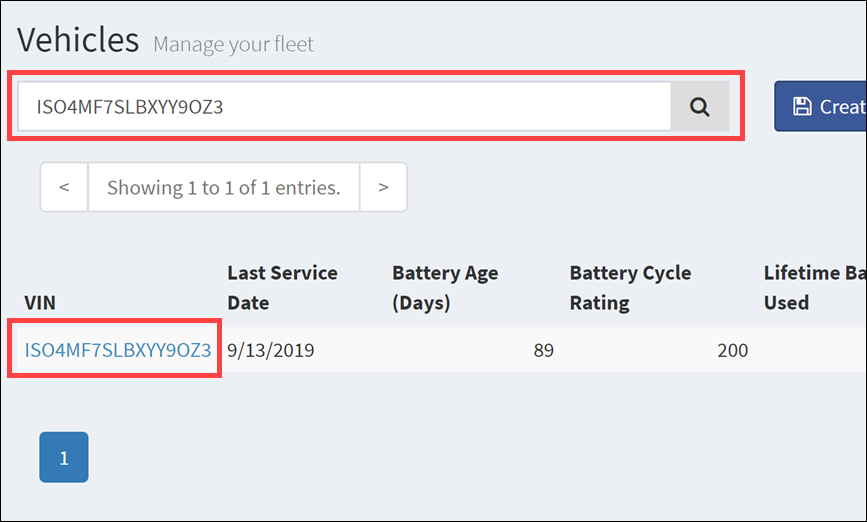 Vehicles Manage your fleet
ISO4MF7SLBXYY9OZ3
Creat
< Showing 1 to 1 of 1 entries. >
VIN Last Service Date Battery Age (Days) Battery Cycle Rating Lifetime Ba Used
ISO4MF7SLBXYY9OZ3 9/13/2019 89 200
1